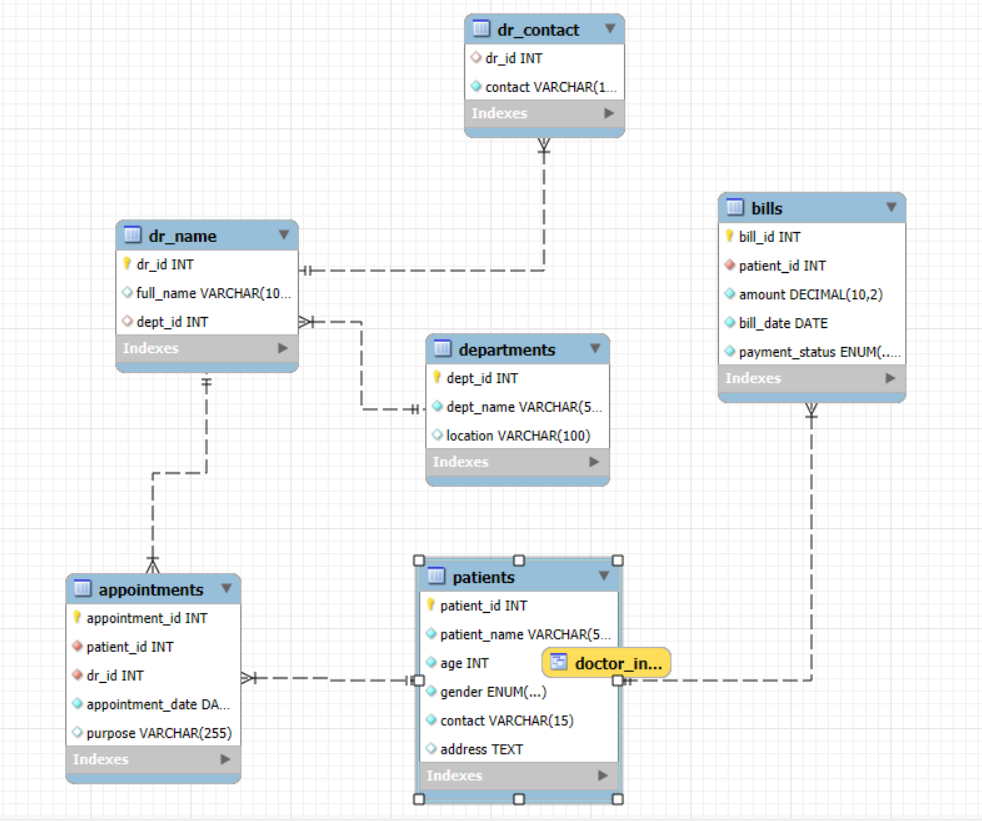 dr_contact
dr_id INT
contact VARCHAR(1...
Indexes
bills
bill_id INT
patient_id INT
amount DECIMAL(10,2)
bill_date DATE
payment_status ENUM(...
Indexes
dr_name
dr_id INT
full_name VARCHAR(10...
dept_id INT
Indexes
departments
dept_id INT
dept_name VARCHAR(5...
location VARCHAR(100)
Indexes
appointments
appointment_id INT
patient_id INT
dr_id INT
appointment_date DA...
purpose VARCHAR(255)
Indexes
patients
patient_id INT
patient_name VARCHAR(5...
age INT
doctor_in...
gender ENUM(...)
contact VARCHAR(15)
address TEXT
Indexes